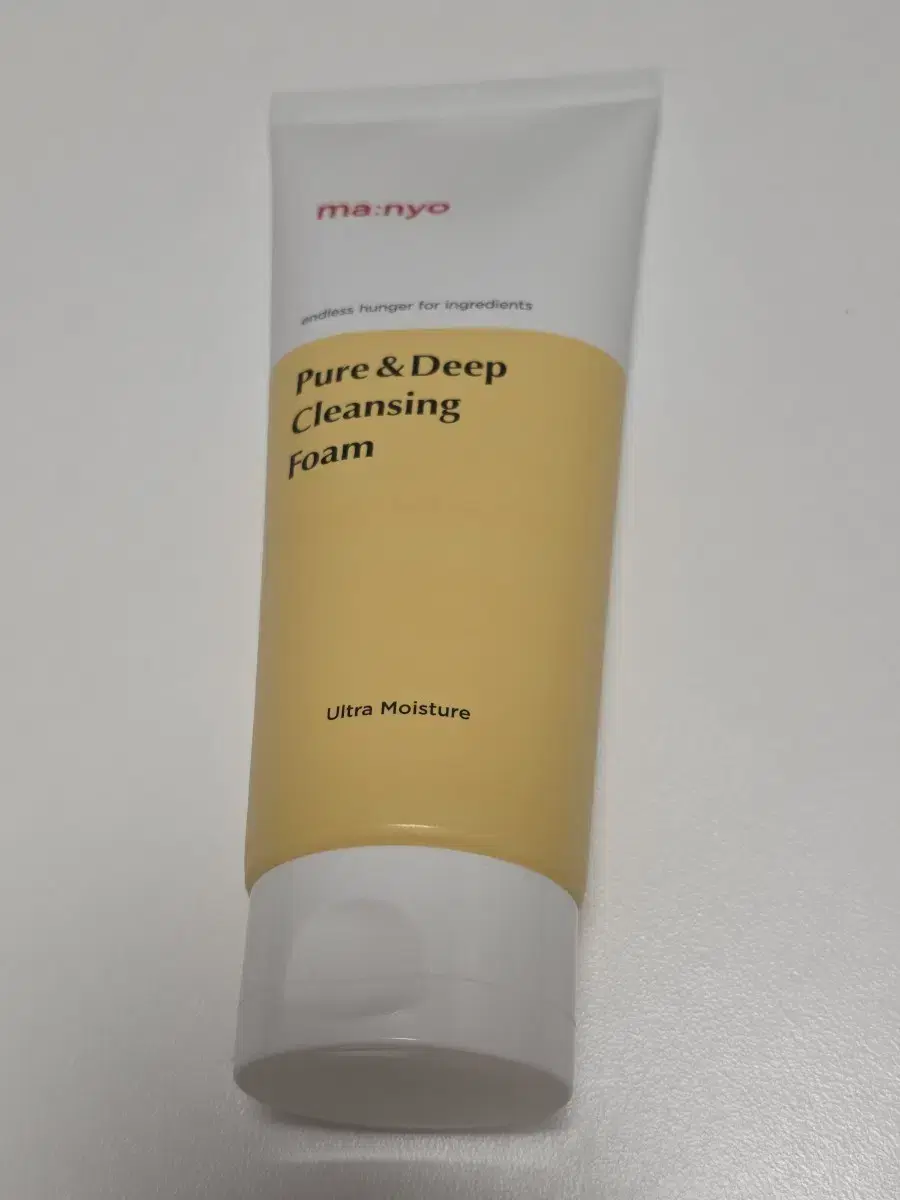 ma:nyo
endless hunger for ingredients
Pure & Deep
Cleansing
Foam
Ultra Moisture